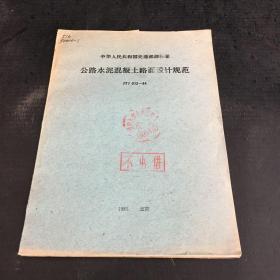 中华人民共和国交通部部标准
公路水泥混凝土路面设计规范
JTJ 012—84
不出借
1985 北京